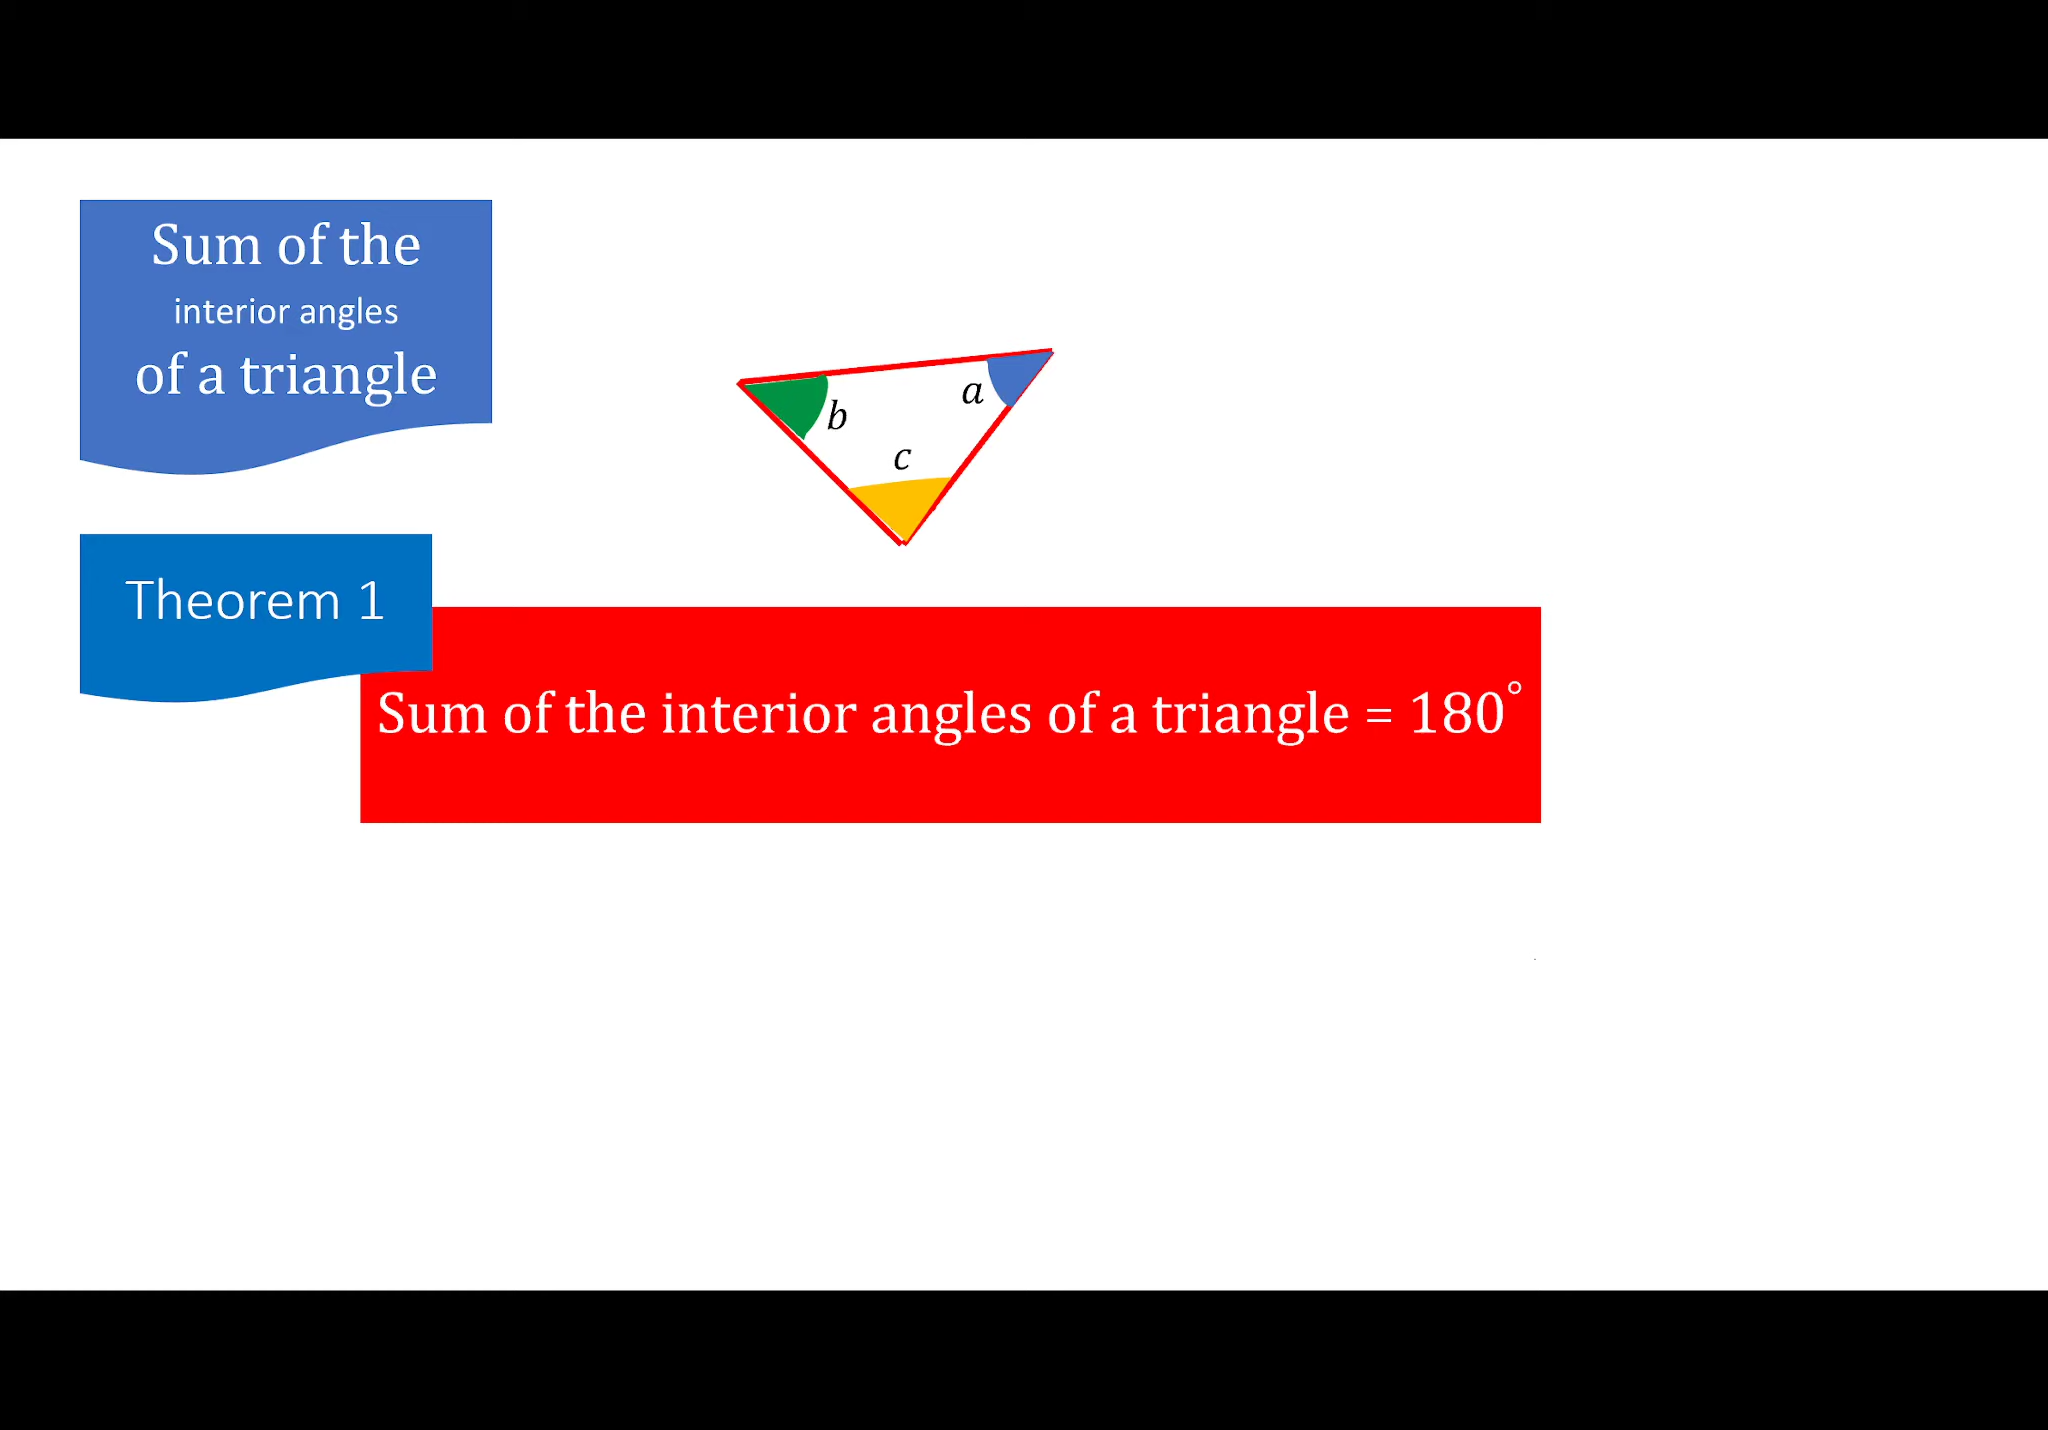 Sum of the
interior angles
of a triangle
a
b
c
Theorem 1
Sum of the interior angles of a triangle = 180°